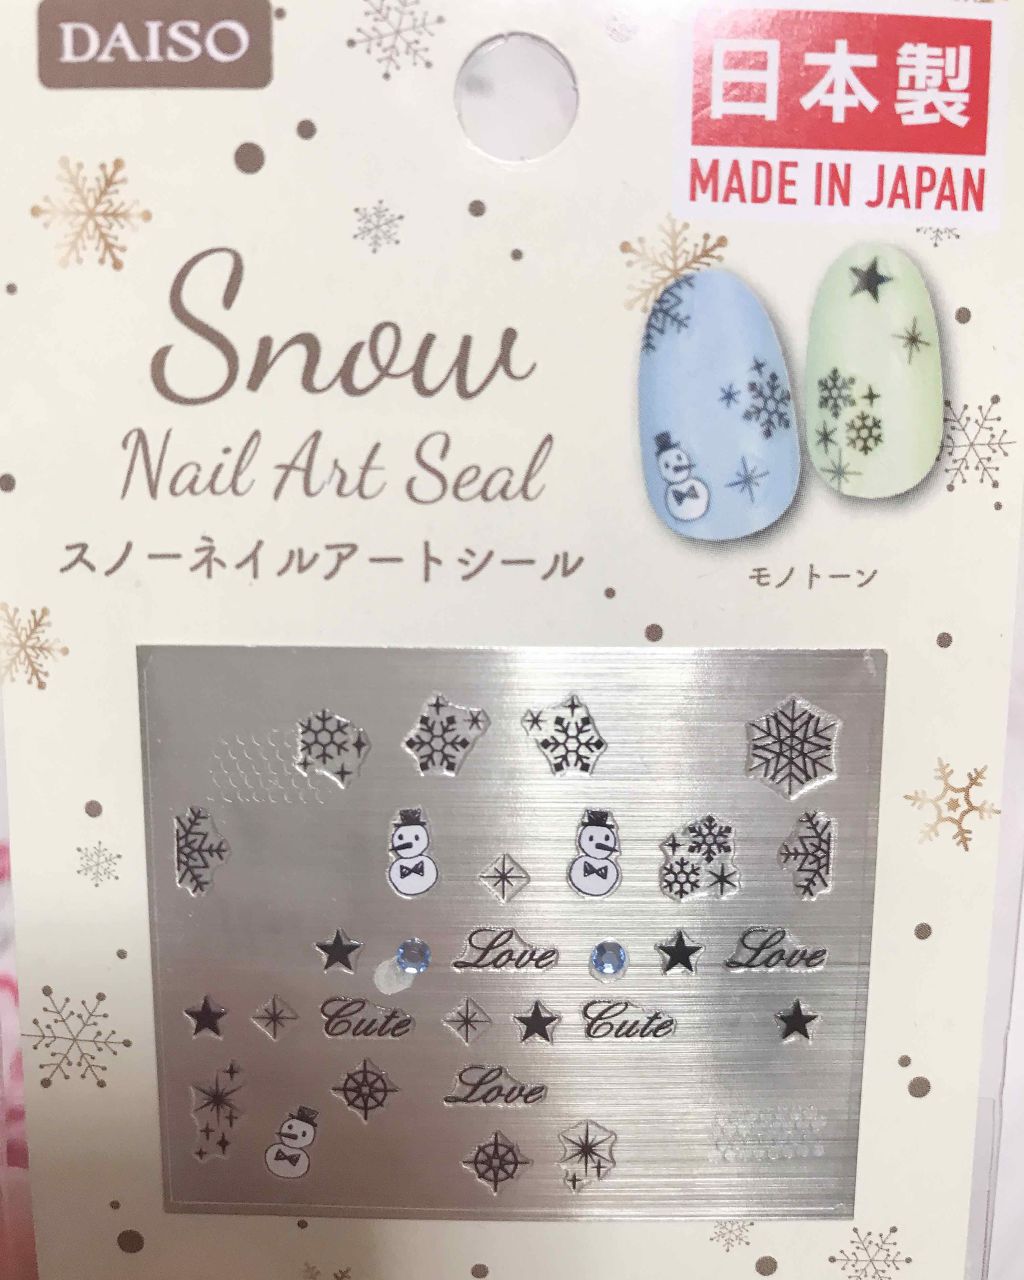 DAISO
日本製
MADE IN JAPAN
Snow
Nail Art Seal
スノーネイルアートシール
モノトーン
Love
Love
Cute
Cute
Love